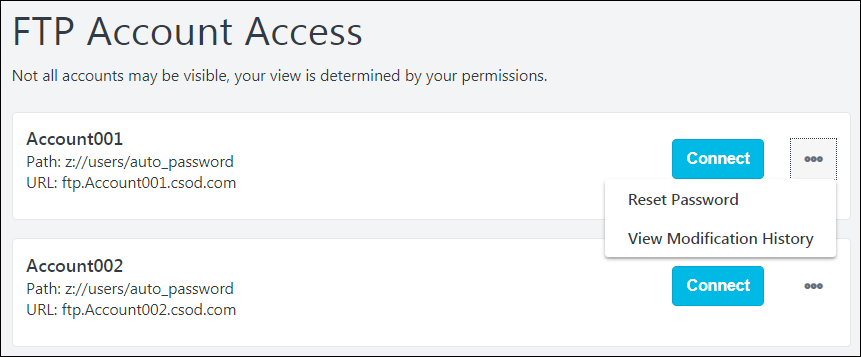 FTP Account Access
Not all accounts may be visible, your view is determined by your permissions.
Account001
Path: z://users/auto_password
URL: ftp.Account001.csod.com
Connect
Reset Password
View Modification History
Account002
Path: z://users/auto_password
URL: ftp.Account002.csod.com
Connect